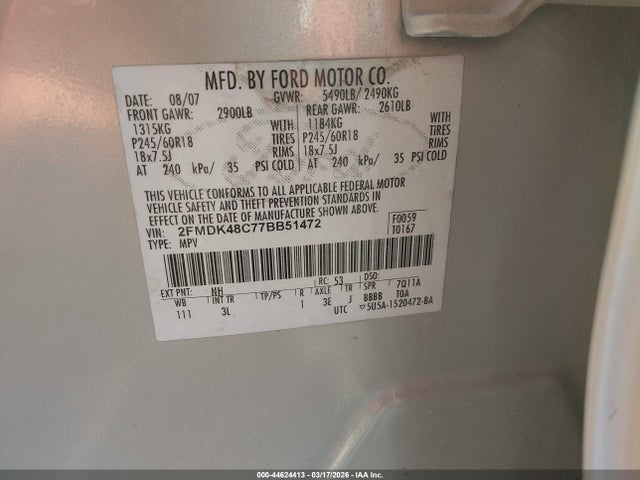 MFD. BY FORD MOTOR CO.
DATE: 08/07 GVWR: 5490LB/ 2490KG
FRONT GAWR: 2900LB REAR GAWR: 2610LB
1315KG WITH 1184KG WITH
P245/60R18 TIRES P245/60R18 TIRES
18x7.5J RIMS 18x7.5J RIMS
AT 240 kPa/ 35 PSI COLD AT 240 kPa/ 35 PSI COLD
THIS VEHICLE CONFORMS TO ALL APPLICABLE FEDERAL MOTOR
VEHICLE SAFETY AND THEFT PREVENTION STANDARDS IN
EFFECT ON THE DATE OF MANUFACTURE SHOWN ABOVE.
VIN: 2FMDK48C77BB51472 F0059
TYPE: MPV T0167
EXT PNT: NH RC: 53 DSO:
WB INT TR TP/PS R AXLE TR SPR 7Q11A
111 3L 1 3E J BBBB T0A
UTC 5U5A-1520472-BA
000-44624413 - 03/17/2026 - IAA Inc.